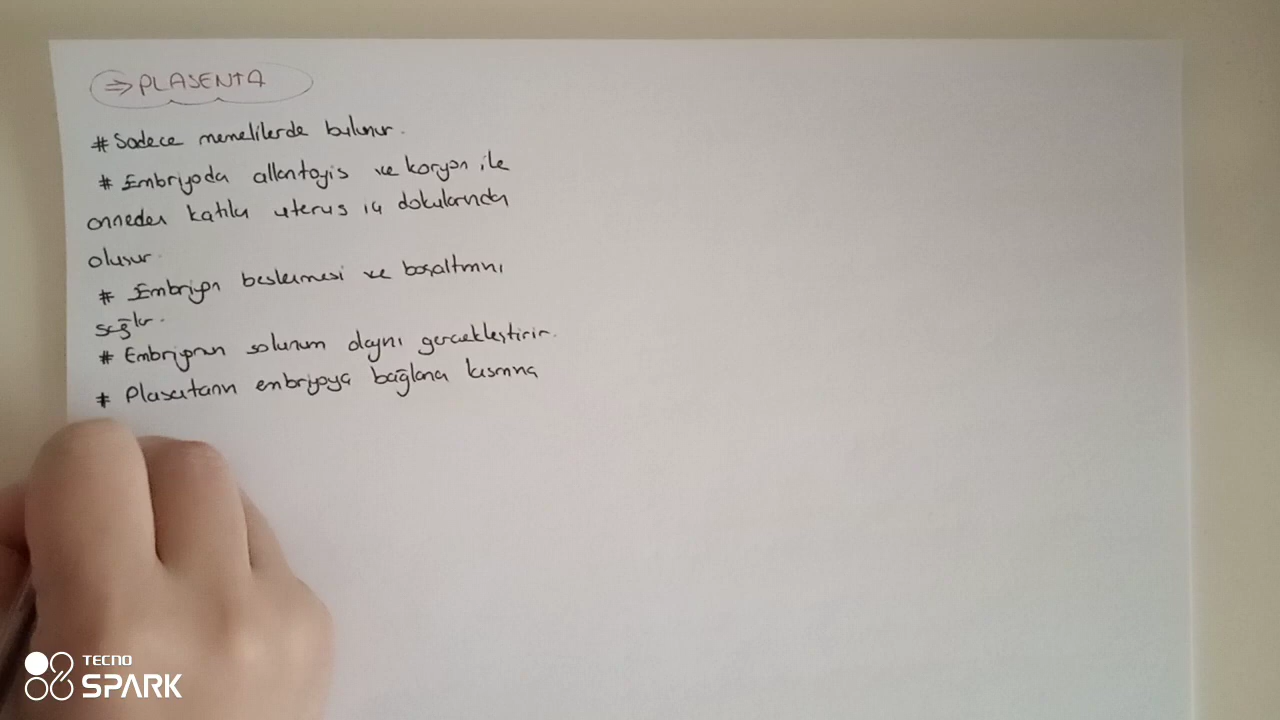 ⇒ PLASENTA
# Sadece memelilerde bulunur.
# Embriyoda allantoyis ve koryon ile
anneden katılan uterus iç dokularından
oluşur.
# Embriyon beslenmesi ve boşaltımını
sağlar.
# Embriyonun solunum olayını gerçekleştirir.
# Plasentanın embriyoya bağlanan kısmına
TECNO
SPARK